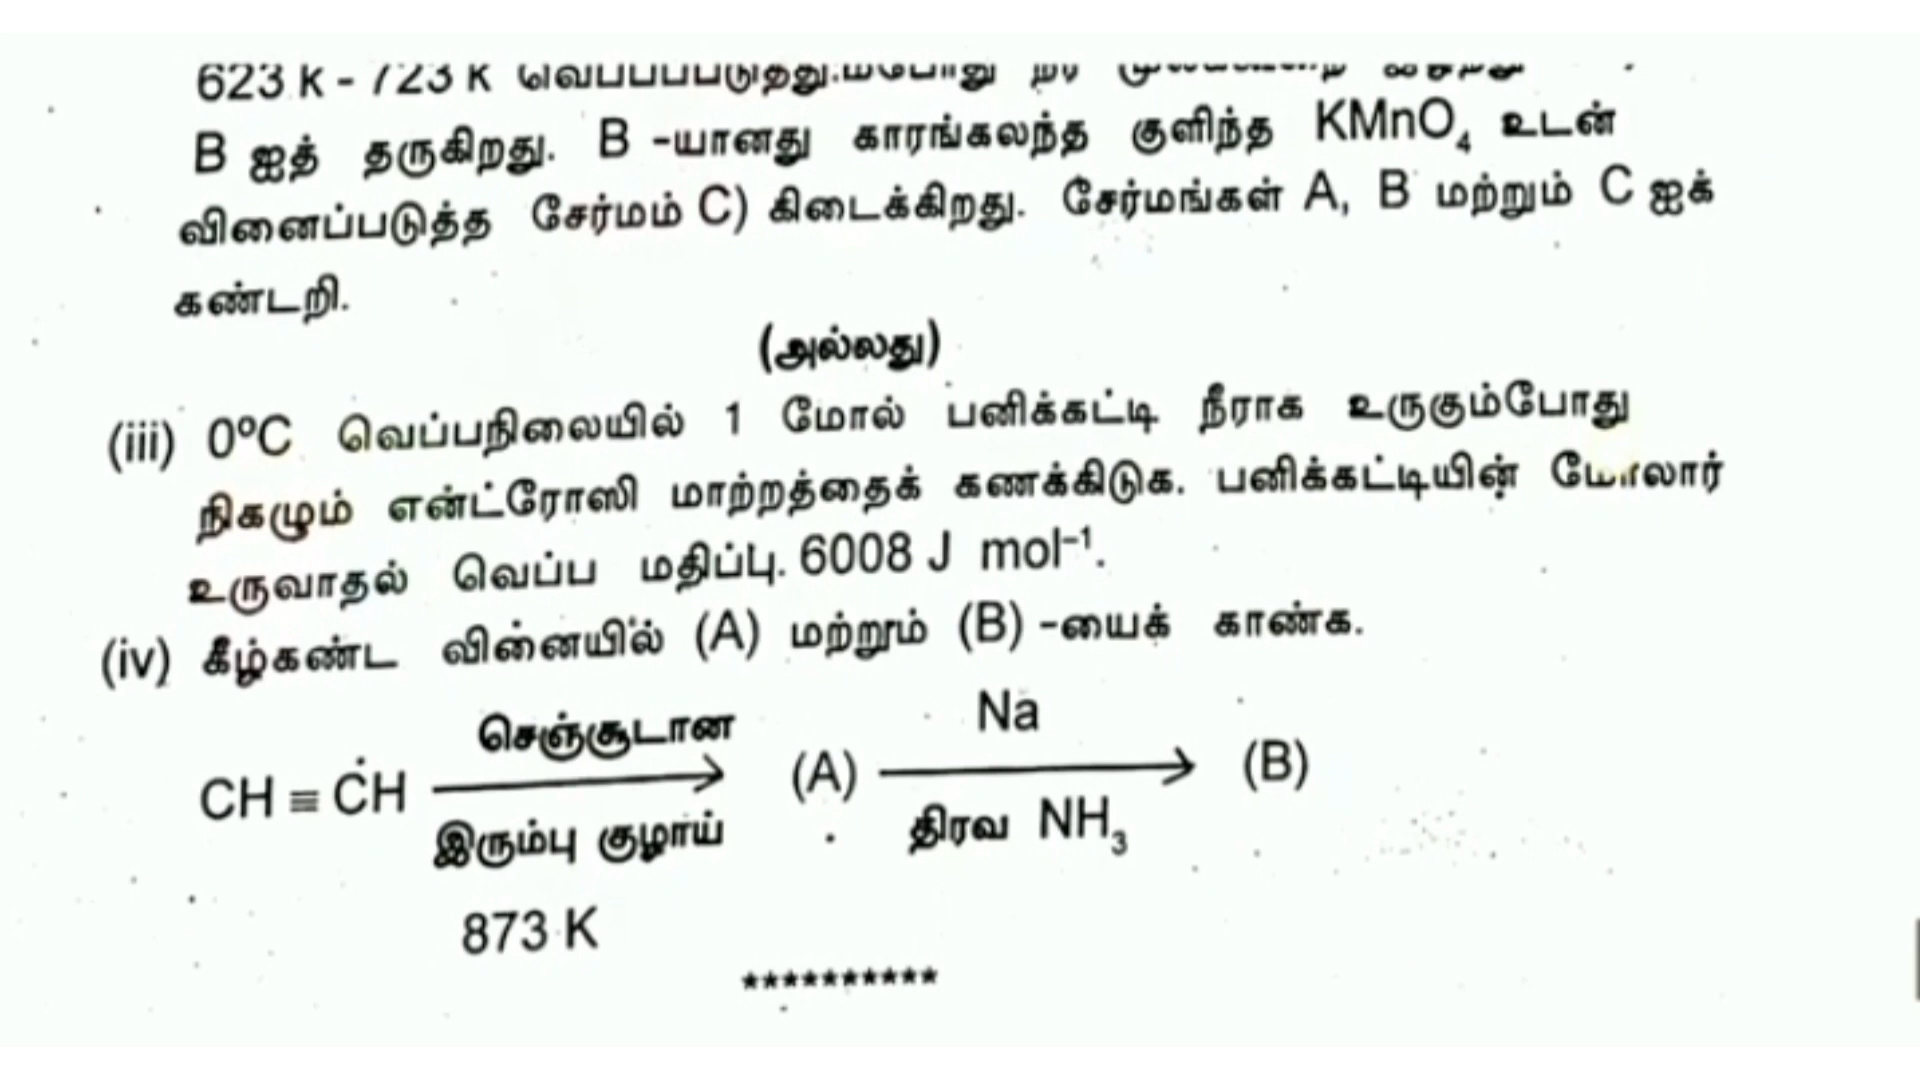 623 K - 723 K
B ஐத் தருகிறது. B -யானது காரங்கலந்த குளிந்த KMnO₄ உடன்
வினைப்படுத்த சேர்மம் C) கிடைக்கிறது. சேர்மங்கள் A, B மற்றும் C ஐக்
கண்டறி.
(அல்லது)
(iii) 0°C வெப்பநிலையில் 1 மோல் பனிக்கட்டி நீராக உருகும்போது
நிகழும் என்ட்ரோஸி மாற்றத்தைக் கணக்கிடுக. பனிக்கட்டியின் மோலார்
உருவாதல் வெப்ப மதிப்பு. 6008 J mol⁻¹.
(iv) கீழ்கண்ட வினையில் (A) மற்றும் (B) -யைக் காண்க.
செஞ்சூடான Na
CH ≡ CH → (A) → (B)
இரும்பு குழாய் திரவ NH₃
873 K
**********